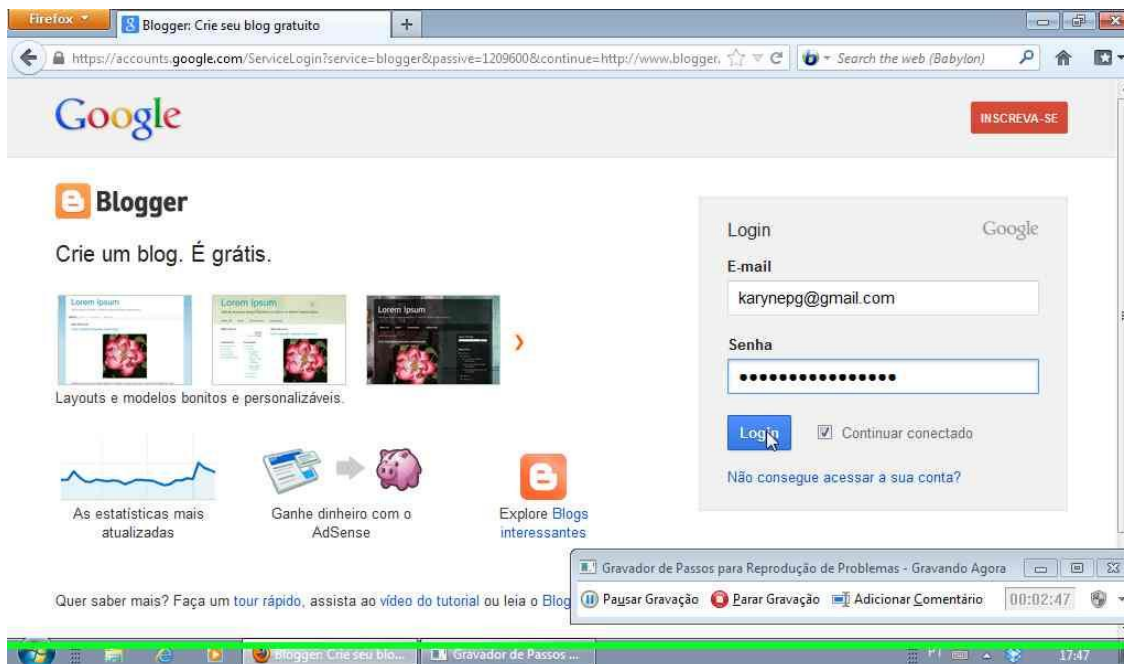 Firefox
Blogger: Crie seu blog gratuito
+
https://accounts.google.com/ServiceLogin?service=blogger&passive=1209600&continue=http://www.blogger.
Search the web (Babylon)
Google
INSCREVA-SE
Blogger
Crie um blog. É grátis.
Lorem Ipsum
Lorem Ipsum
Lorem Ipsum
Layouts e modelos bonitos e personalizáveis.
As estatísticas mais
atualizadas
Ganhe dinheiro com o
AdSense
Explore Blogs
interessantes
Quer saber mais? Faça um tour rápido, assista ao vídeo do tutorial ou leia o Blog
Login
Google
E-mail
karynepg@gmail.com
Senha
••••••••••••••••
Login
Continuar conectado
Não consegue acessar a sua conta?
Gravador de Passos para Reprodução de Problemas - Gravando Agora
Pausar Gravação
Parar Gravação
Adicionar Comentário
00:02:47
Blogger: Crie seu blo...
Gravador de Passos ...
PT
17:47